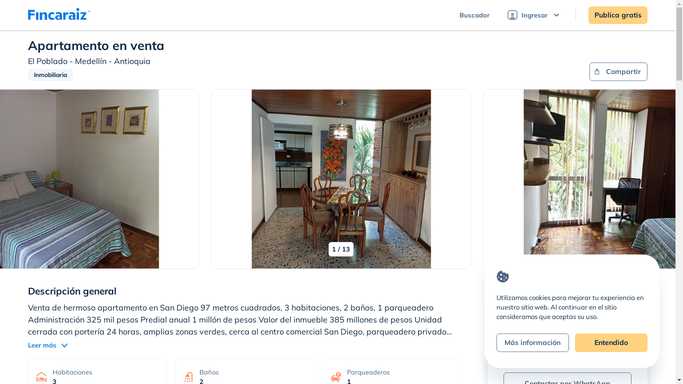 Fincaraiz
Buscador
Ingresar
Publica gratis
Apartamento en venta
El Poblado - Medellín - Antioquia
Inmobiliaria
Compartir
1 / 13
Descripción general
Venta de hermoso apartamento en San Diego 97 metros cuadrados, 3 habitaciones, 2 baños, 1 parqueadero
Administración 325 mil pesos Predial anual 1 millón de pesos Valor del inmueble 385 millones de pesos Unidad
cerrada con portería 24 horas, amplias zonas verdes, cerca al centro comercial San Diego, parqueadero privado...
Leer más
Habitaciones
3
Baños
2
Parqueaderos
1
Utilizamos cookies para mejorar tu experiencia en
nuestro sitio web. Al continuar en el sitio
consideramos que aceptas su uso.
Más información
Entendido
Contactar por WhatsApp